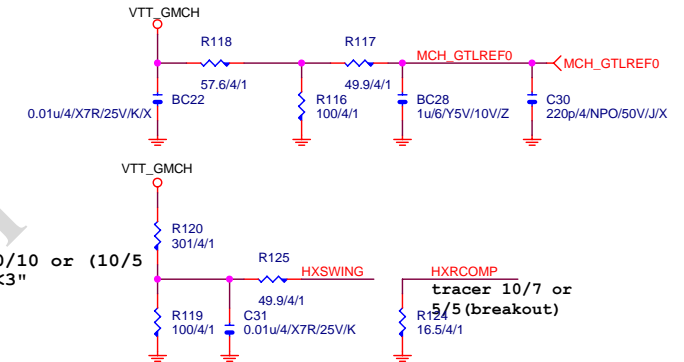 VTT_GMCH
R118
R117
MCH_GTLREF0
MCH_GTLREF0
57.6/4/1
49.9/4/1
BC22
0.01u/4/X7R/25V/K/X
R116
100/4/1
BC28
1u/6/Y5V/10V/Z
C30
220p/4/NPO/50V/J/X
VTT_GMCH
R120
301/4/1
0/10 or (10/5
<3"
R125
HXSWING
HXRCOMP
49.9/4/1
tracer 10/7 or
5/5(breakout)
R119
100/4/1
C31
0.01u/4/X7R/25V/K
R124
16.5/4/1